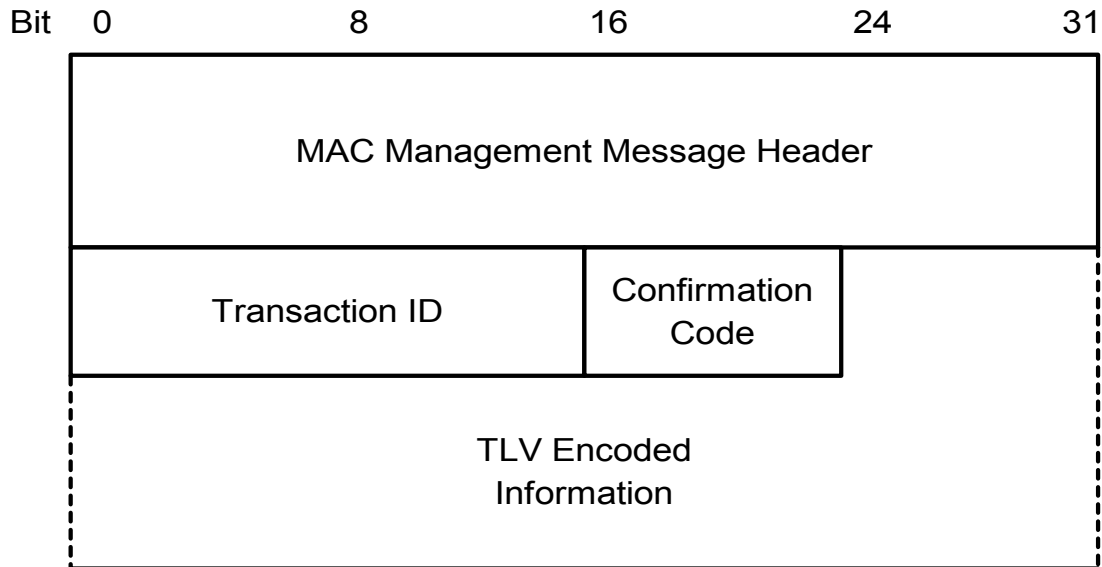 Bit 0 8 16 24 31
MAC Management Message Header
Transaction ID
Confirmation
Code
TLV Encoded
Information